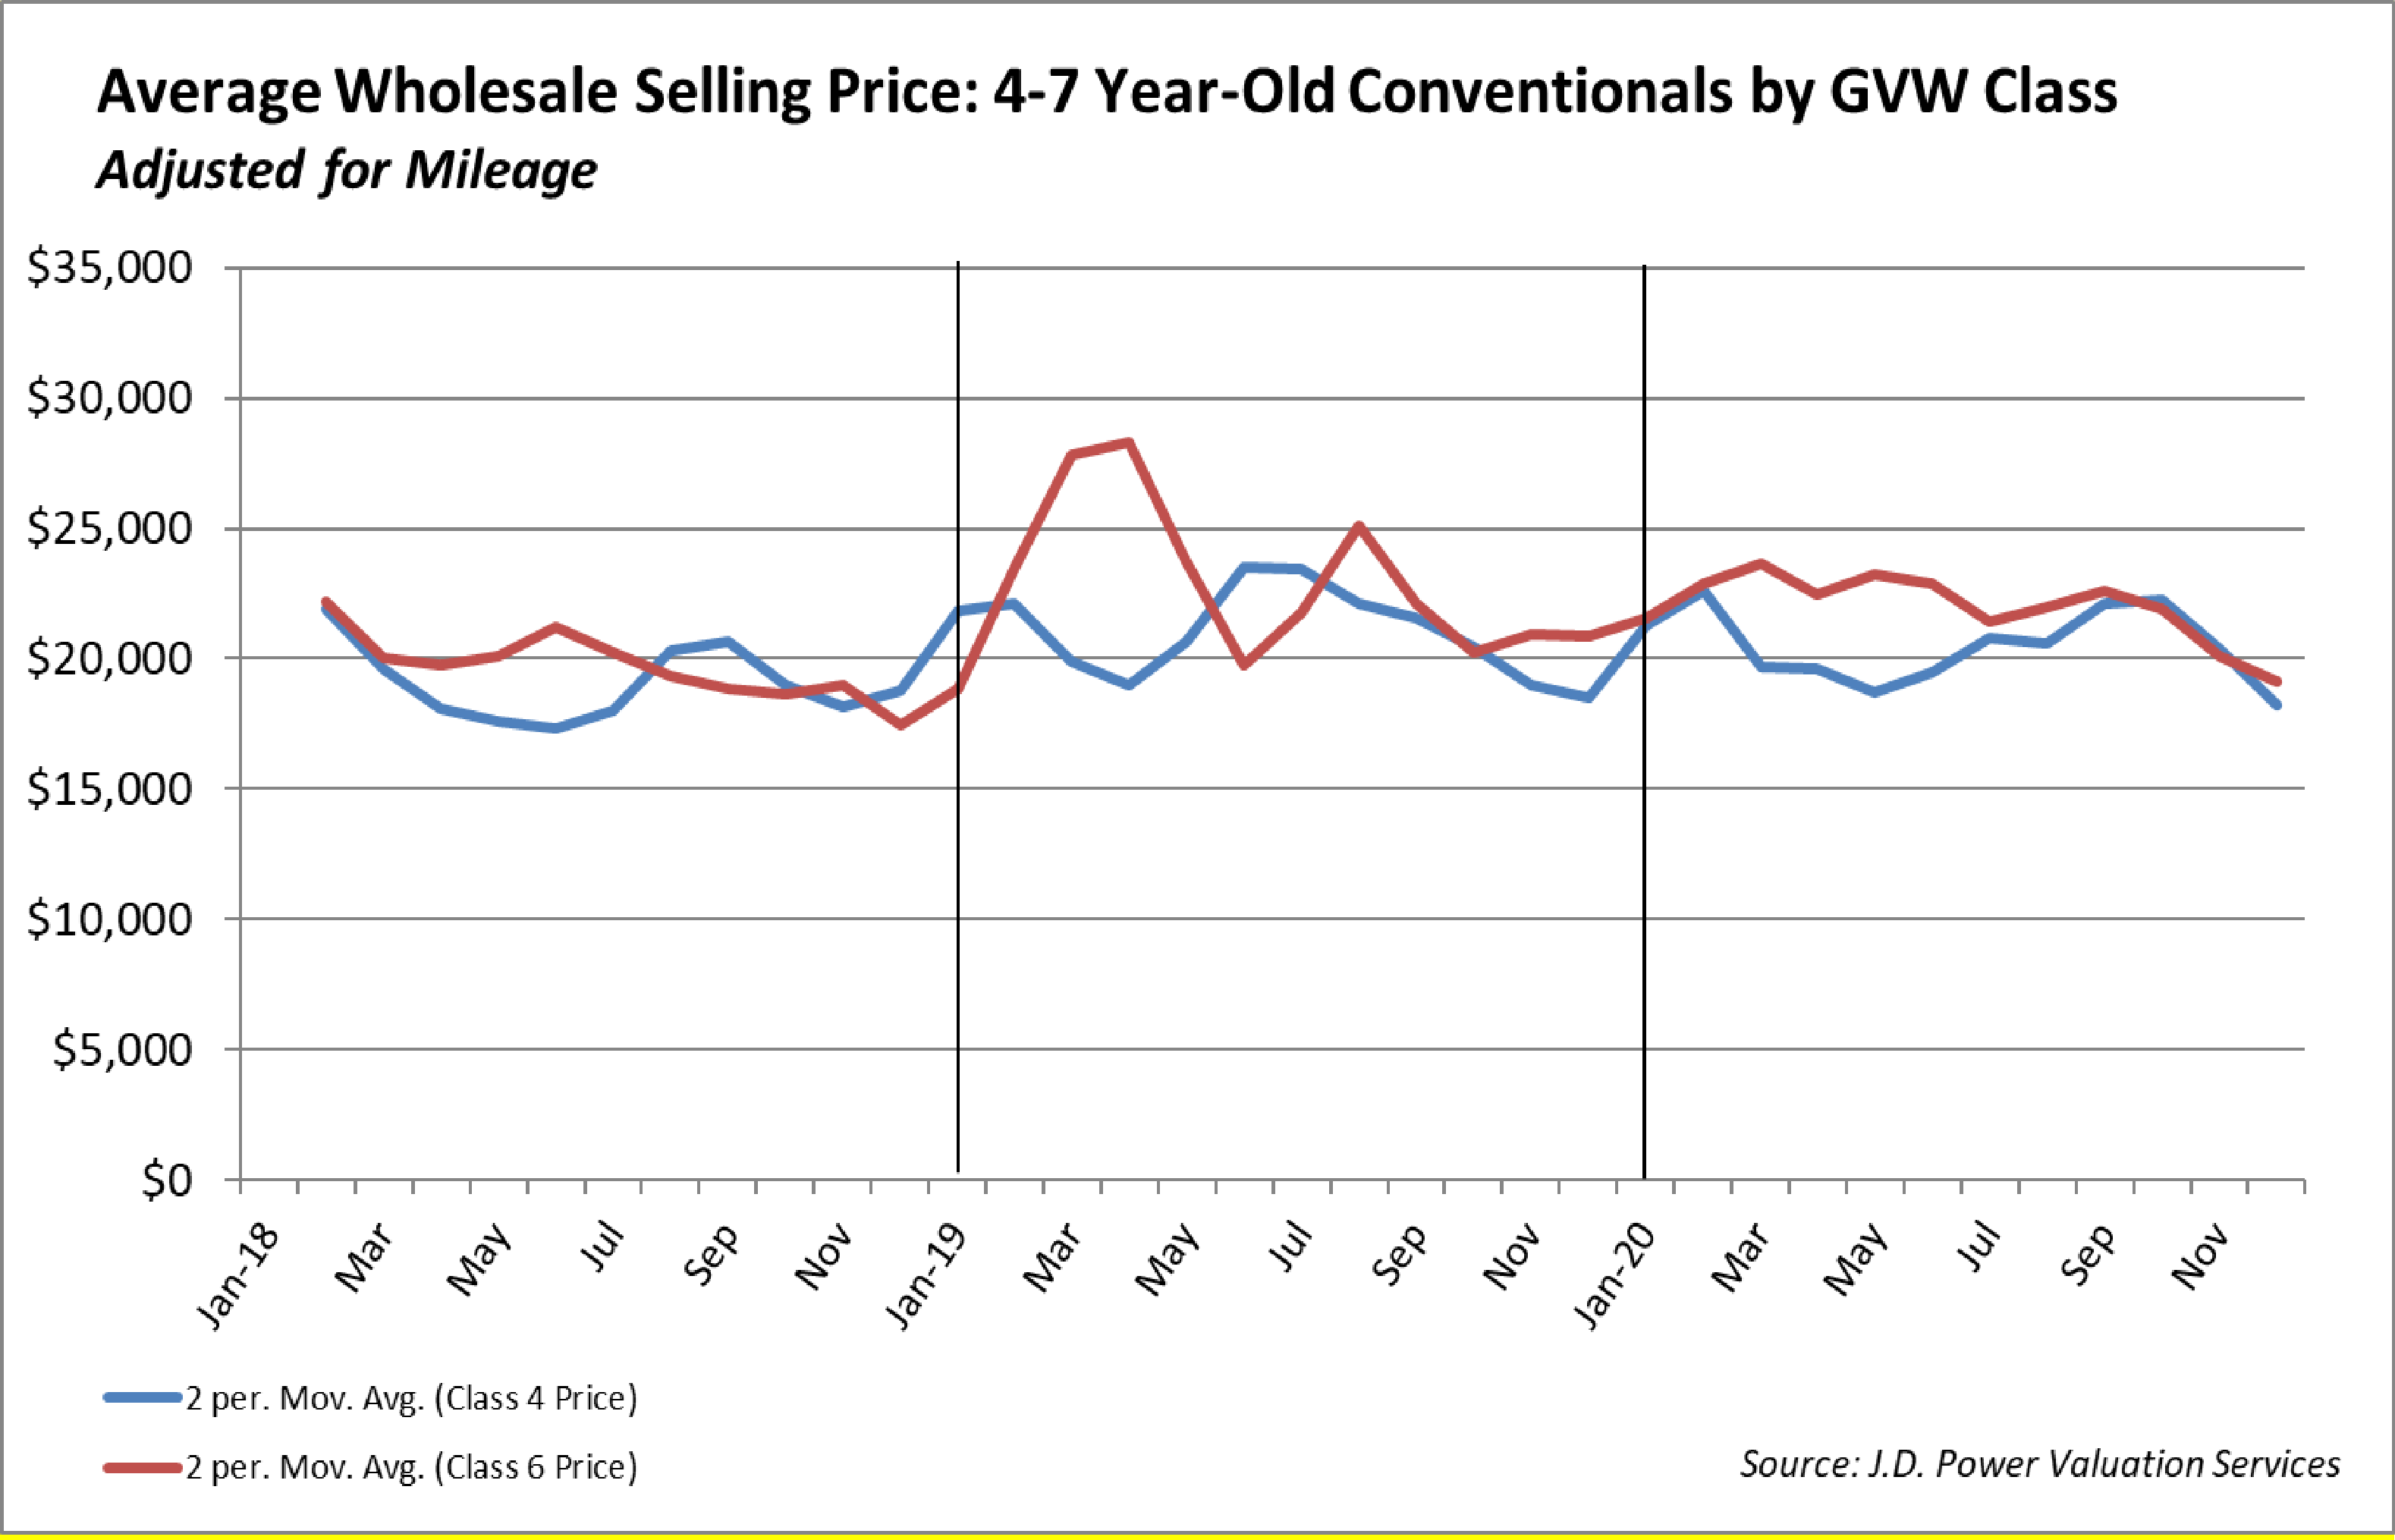 Average Wholesale Selling Price: 4-7 Year-Old Conventionals by GVW Class
Adjusted for Mileage
$35,000
$30,000
$25,000
$20,000
$15,000
$10,000
$5,000
$0
Jan-18 Mar May Jul Sep Nov Jan-19 Mar May Jul Sep Nov Jan-20 Mar May Jul Sep Nov
2 per. Mov. Avg. (Class 4 Price)
2 per. Mov. Avg. (Class 6 Price)
Source: J.D. Power Valuation Services